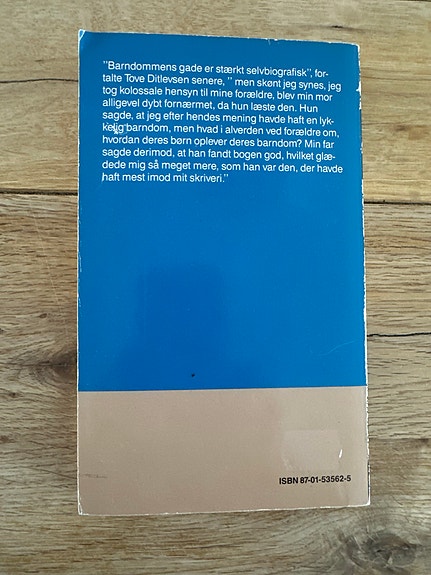 "Barndommens gade er stærkt selvbiografisk", for-
talte Tove Ditlevsen senere, " men skønt jeg synes, jeg
tog kolossale hensyn til mine forældre, blev min mor
alligevel dybt fornærmet, da hun læste den. Hun
sagde, at jeg efter hendes mening havde haft en lyk-
kelig barndom, men hvad i alverden ved forældre om,
hvordan deres børn oplever deres barndom? Min far
sagde derimod, at han fandt bogen god, hvilket glæ-
dede mig så meget mere, som han var den, der havde
haft mest imod mit skriveri."
ISBN 87-01-53562-5